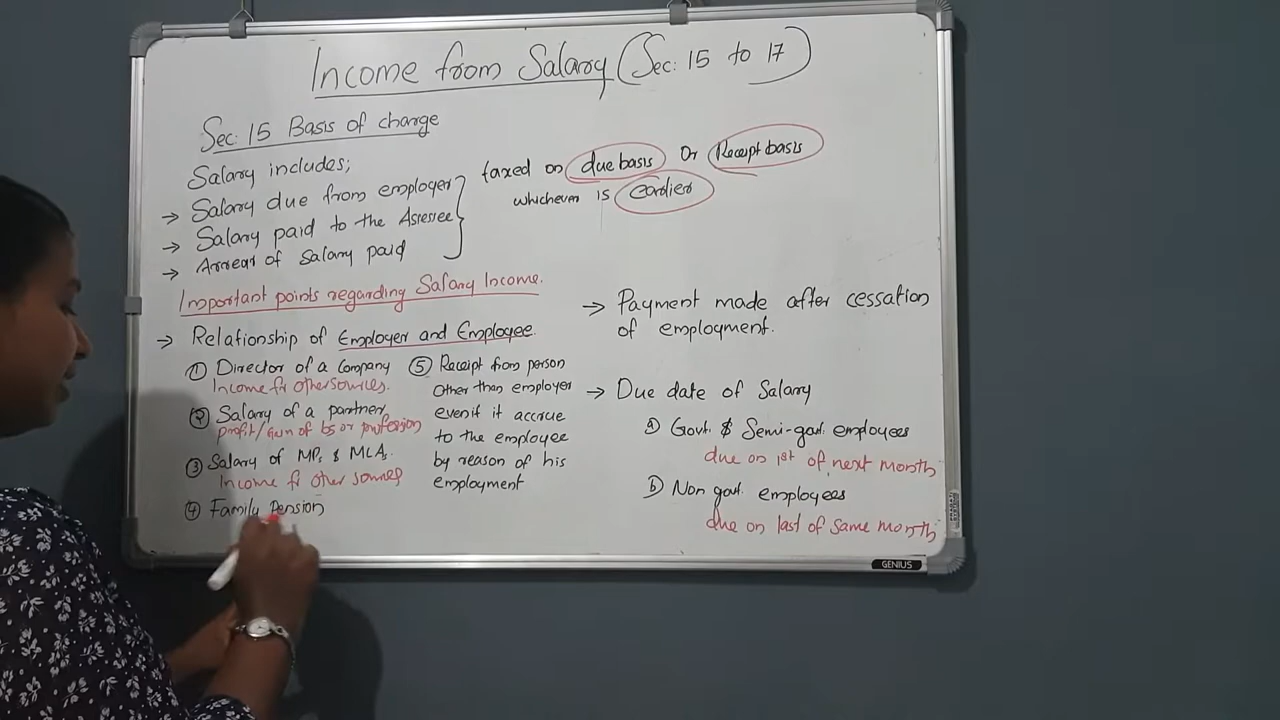 Income from Salary (Sec: 15 to 17)
Sec: 15 Basis of charge
Salary includes;
→ Salary due from employer
→ Salary paid to the Assessee
→ Arrear of salary paid
taxed on due basis Or Receipt basis
whichever is earlier
Important points regarding Salary Income.
→ Relationship of Employer and Employee.
① Director of a Company
Income fr other sources.
② Salary of a partner
profit/Gain of bs or profession
③ Salary of MPs & MLAs.
Income fr other sources
④ Family Pension
⑤ Receipt from person
other than employer
even if it accrue
to the employee
by reason of his
employment
→ Payment made after cessation
of employment.
→ Due date of Salary
a) Govt. & Semi-govt. employees
due on 1st of next month
b) Non govt. employees
due on last of same month
GENIUS